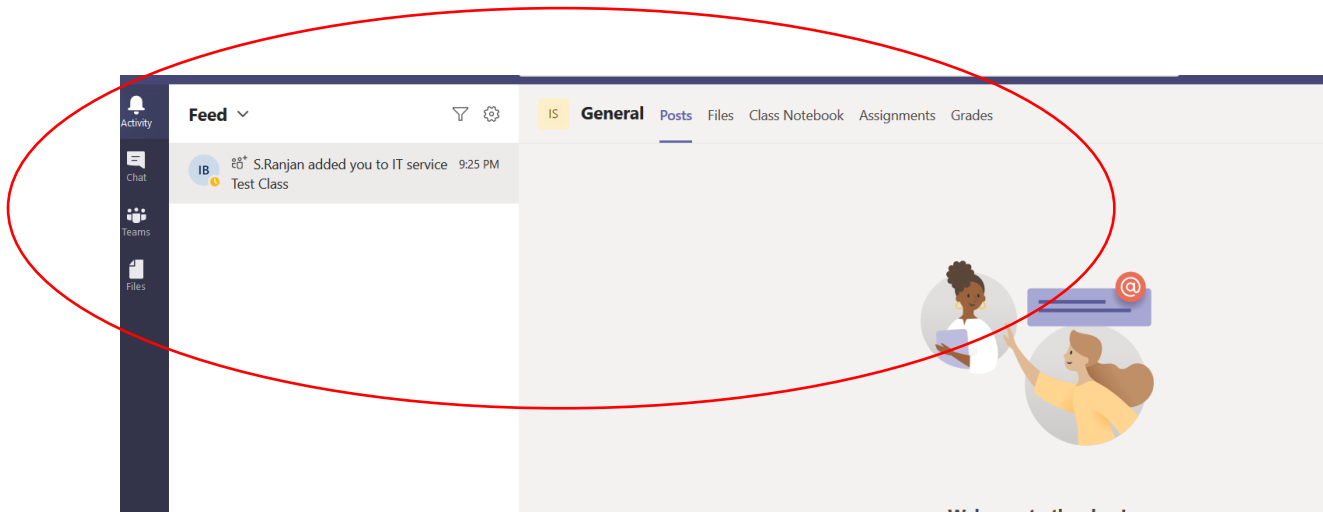 Activity
Chat
Teams
Files
Feed
IB
S.Ranjan added you to IT service 9:25 PM
Test Class
IS General Posts Files Class Notebook Assignments Grades
@